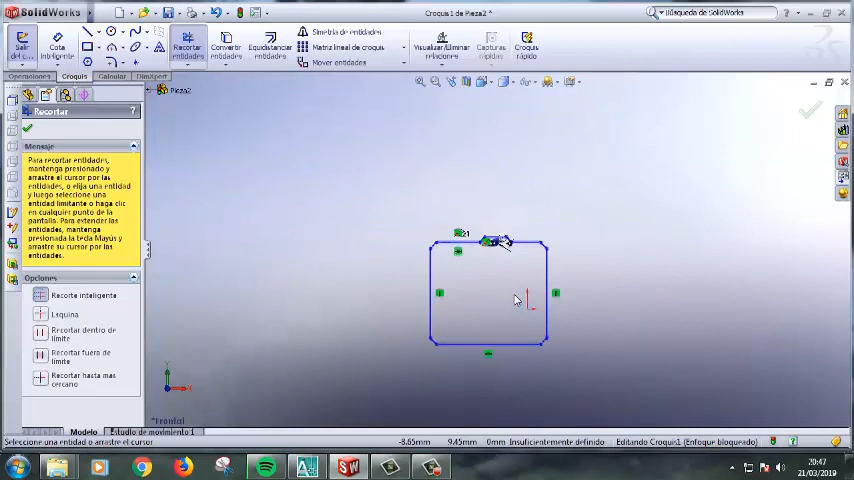 SW SOLIDWORKS
Croquis1 de Pieza2 *
Búsqueda de SolidWorks
?
Salir del c...
Cota inteligente
Recortar entidades
Convertir entidades
Equidistanciar entidades
Simetría de entidades
Matriz lineal de croquis
Mover entidades
Visualizar/Eliminar relaciones
Capturas rápidas
Croquis rápido
Operaciones
Croquis
Calcular
DimXpert
Pieza2
Recortar ?
Mensaje
Para recortar entidades,
mantenga presionado y
arrastre el cursor por las
entidades, o elija una entidad
y luego seleccione una
entidad limitante o haga clic
en cualquier punto de la
pantalla. Para extender las
entidades, mantenga
presionada la tecla Mayús y
arrastre el cursor por las
entidades.
Opciones
Recorte inteligente
Esquina
Recortar dentro de
límite
Recortar fuera de
límite
Recortar hasta mas
cercano
21
Y
X
*Frontal
Modelo
Estudio de movimiento 1
Seleccione una entidad o arrastre el cursor
-8.65mm
9.45mm
0mm
Insuficientemente definido
Editando Croquis1 (Enfoque bloqueado)
?
SW
20:47
21/03/2019